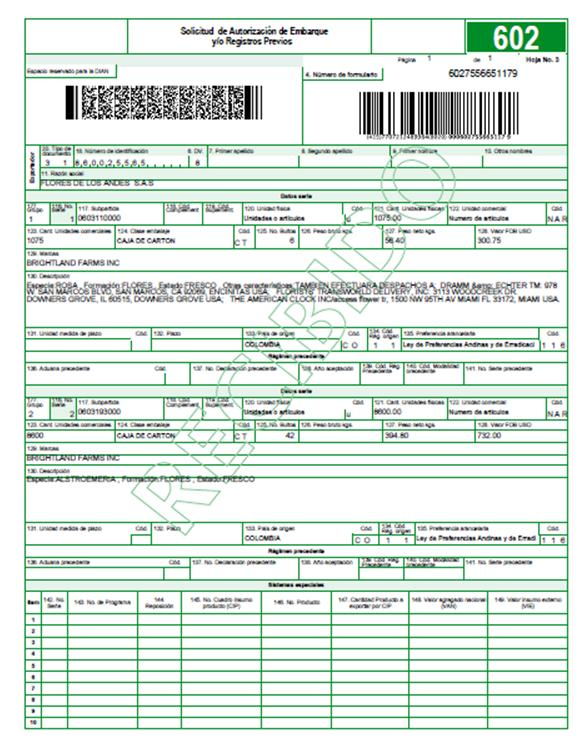 Solicitud de Autorización de Embarque
y/o Registros Previos
602
Página 1 de 1 Hoja No. 3
Espacio reservado para la DIAN
4. Número de formulario 6027556651179
Exportador
20. Tipo de documento 18. Número de identificación 6. DV. 7. Primer apellido 8. Segundo apellido 9. Primer nombre 10. Otros nombres
3 1 8 6 0 0 2 5 5 6 5 8
11. Razón social
FLORES DE LOS ANDES S.A.S
Datos serie
177. Grupo 116. No. Serie 117. Subpartida 118. Cód. Complement. 119. Cód. Suplement. 120. Unidad física Cód. 121. Cant. Unidades físicas 122. Unidad comercial Cód.
1 1 0603110000 Unidades o artículos u 1075.00 Numero de articulos N A R
123. Cant. Unidades comerciales 124. Clase embalaje Cód. 125. No. Bultos 126. Peso bruto kgs. 127. Peso neto kgs. 128. Valor FOB USD
1075 CAJA DE CARTON C T 6 56.40 300.75
129. Marcas
BRIGHTLAND FARMS INC
130. Descripción
Especie ROSA , Formación FLORES , Estado FRESCO , Otras características TAMBIEN EFECTUARA DESPACHOS A: DRAMM &amp; ECHTER TM: 978
W. SAN MARCOS BLVD, SAN MARCOS, CA 92069, ENCINITAS USA; FLORISTS' TRANSWORLD DELIVERY, INC. 3113 WOODCREEK DR.
DOWNERS GROVE, IL 60515, DOWNERS GROVE USA; THE AMERICAN CLOCK INC/access flower tr, 1500 NW 95TH AV MIAMI FL 33172, MIAMI USA.
131. Unidad medida de plazo Cód. 132. Plazo 133. País de origen Cód. 134. Cód. Reg. origen 135. Preferencia arancelaria Cód.
COLOMBIA C O 1 1 Ley de Preferencias Andinas y de Erradicaci 1 1 6
Régimen precedente
136. Aduana precedente Cód. 137. No. Declaración precedente 138. Año aceptación 139. Cód. Reg. Precedente 140. Cód. Modalidad precedente 141. No. Serie precedente
Datos serie
177. Grupo 116. No. Serie 117. Subpartida 118. Cód. Complement. 119. Cód. Suplement. 120. Unidad física Cód. 121. Cant. Unidades físicas 122. Unidad comercial Cód.
2 2 0603193000 Unidades o artículos u 8600.00 Numero de articulos N A R
123. Cant. Unidades comerciales 124. Clase embalaje Cód. 125. No. Bultos 126. Peso bruto kgs. 127. Peso neto kgs. 128. Valor FOB USD
8600 CAJA DE CARTON C T 42 394.80 732.00
129. Marcas
BRIGHTLAND FARMS INC
130. Descripción
Especie ALSTROEMERIA , Formación FLORES , Estado FRESCO
131. Unidad medida de plazo Cód. 132. Plazo 133. País de origen Cód. 134. Cód. Reg. origen 135. Preferencia arancelaria Cód.
COLOMBIA C O 1 1 Ley de Preferencias Andinas y de Erradi 1 1 6
Régimen precedente
136. Aduana precedente Cód. 137. No. Declaración precedente 138. Año aceptación 139. Cód. Reg. Precedente 140. Cód. Modalidad precedente 141. No. Serie precedente
Sistemas especiales
Item 142. No. Serie 143. No. de Programa 144. Reposición 145. No. Cuadro Insumo producto (CIP) 146. No. Producto 147. Cantidad Producto a exportar por CIP 148. Valor agregado nacional (VAN) 149. Valor insumo externo (VIE)
1
2
3
4
5
6
7
8
9
10
RECIBIDO